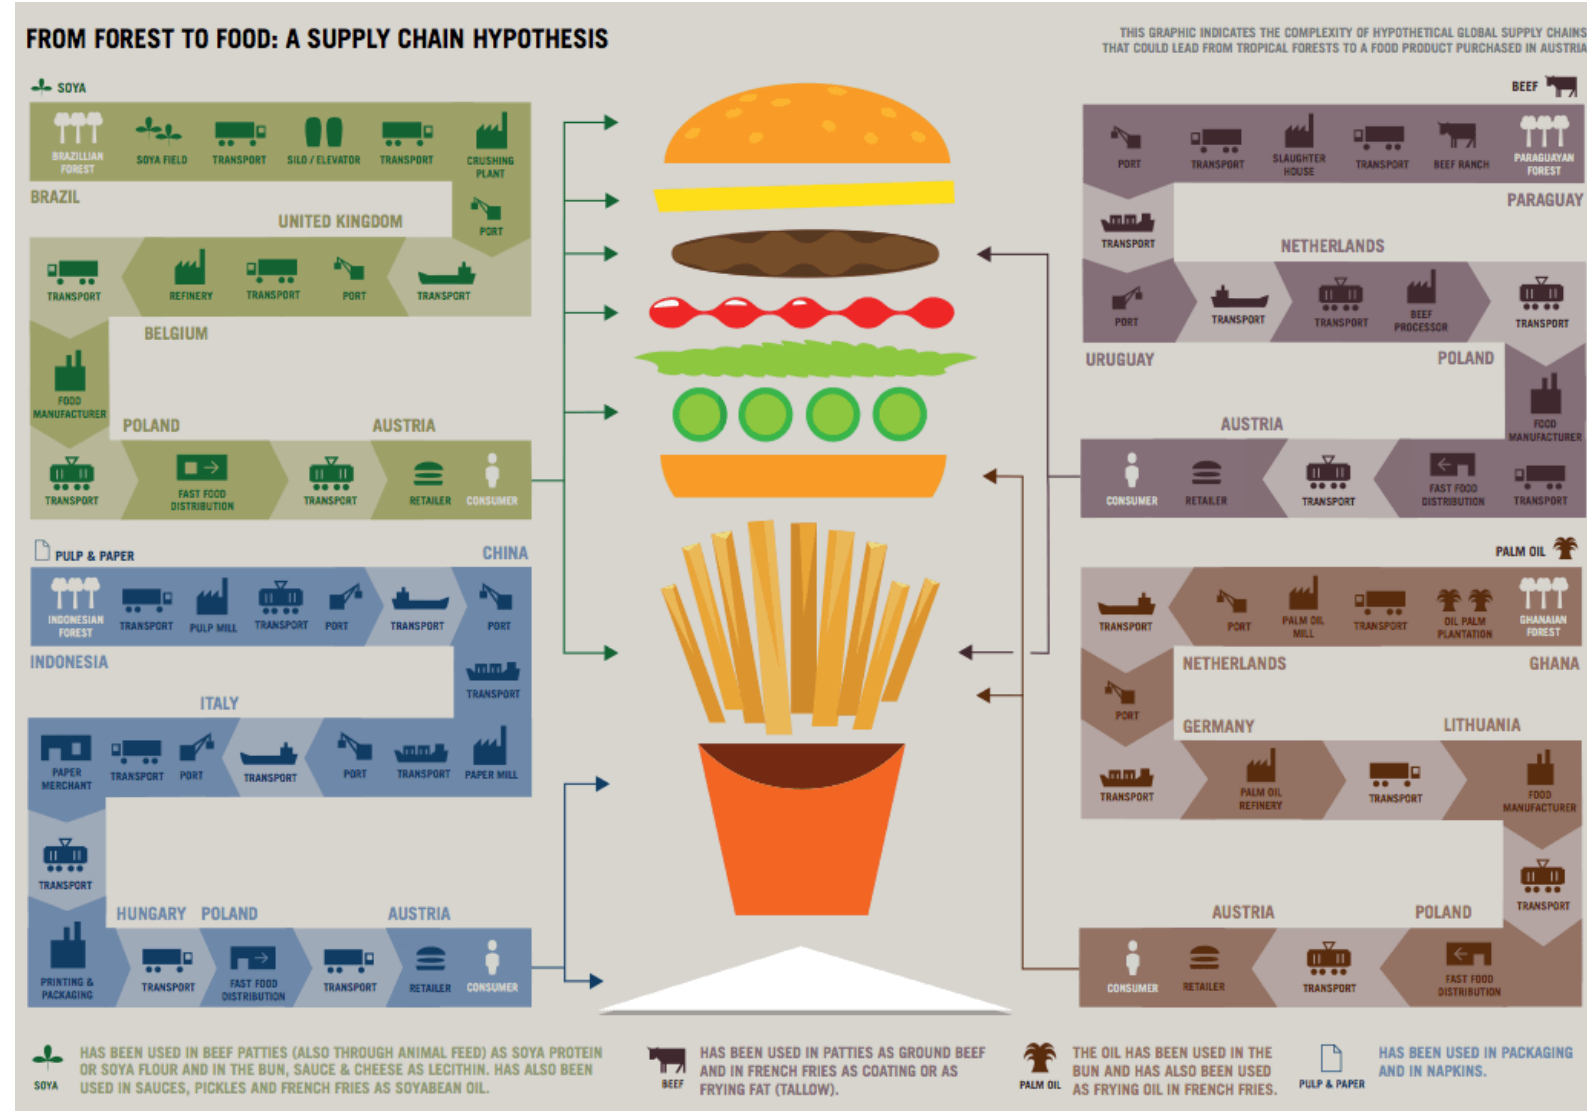 FROM FOREST TO FOOD: A SUPPLY CHAIN HYPOTHESIS
THIS GRAPHIC INDICATES THE COMPLEXITY OF HYPOTHETICAL GLOBAL SUPPLY CHAINS
THAT COULD LEAD FROM TROPICAL FORESTS TO A FOOD PRODUCT PURCHASED IN AUSTRIA
SOYA
BRAZILLIAN
FOREST
SOYA FIELD
TRANSPORT
SILO / ELEVATOR
TRANSPORT
CRUSHING
PLANT
BRAZIL
PORT
UNITED KINGDOM
TRANSPORT
REFINERY
TRANSPORT
PORT
TRANSPORT
BELGIUM
FOOD
MANUFACTURER
POLAND
AUSTRIA
TRANSPORT
FAST FOOD
DISTRIBUTION
TRANSPORT
RETAILER
CONSUMER
PULP & PAPER
CHINA
INDONESIAN
FOREST
TRANSPORT
PULP MILL
TRANSPORT
PORT
TRANSPORT
PORT
INDONESIA
TRANSPORT
ITALY
PAPER
MERCHANT
TRANSPORT
PORT
TRANSPORT
PORT
TRANSPORT
PAPER MILL
TRANSPORT
HUNGARY
POLAND
AUSTRIA
PRINTING &
PACKAGING
TRANSPORT
FAST FOOD
DISTRIBUTION
TRANSPORT
RETAILER
CONSUMER
BEEF
PORT
TRANSPORT
SLAUGHTER
HOUSE
TRANSPORT
BEEF RANCH
PARAGUAYAN
FOREST
PARAGUAY
TRANSPORT
NETHERLANDS
PORT
TRANSPORT
TRANSPORT
BEEF
PROCESSOR
TRANSPORT
URUGUAY
POLAND
FOOD
MANUFACTURER
AUSTRIA
CONSUMER
RETAILER
TRANSPORT
FAST FOOD
DISTRIBUTION
TRANSPORT
PALM OIL
TRANSPORT
PORT
PALM OIL
MILL
TRANSPORT
OIL PALM
PLANTATION
GHANAIAN
FOREST
NETHERLANDS
GHANA
PORT
GERMANY
LITHUANIA
TRANSPORT
PALM OIL
REFINERY
TRANSPORT
FOOD
MANUFACTURER
TRANSPORT
AUSTRIA
POLAND
CONSUMER
RETAILER
TRANSPORT
FAST FOOD
DISTRIBUTION
SOYA
HAS BEEN USED IN BEEF PATTIES (ALSO THROUGH ANIMAL FEED) AS SOYA PROTEIN
OR SOYA FLOUR AND IN THE BUN, SAUCE & CHEESE AS LECITHIN. HAS ALSO BEEN
USED IN SAUCES, PICKLES AND FRENCH FRIES AS SOYABEAN OIL.
BEEF
HAS BEEN USED IN PATTIES AS GROUND BEEF
AND IN FRENCH FRIES AS COATING OR AS
FRYING FAT (TALLOW).
PALM OIL
THE OIL HAS BEEN USED IN THE
BUN AND HAS ALSO BEEN USED
AS FRYING OIL IN FRENCH FRIES.
PULP & PAPER
HAS BEEN USED IN PACKAGING
AND IN NAPKINS.